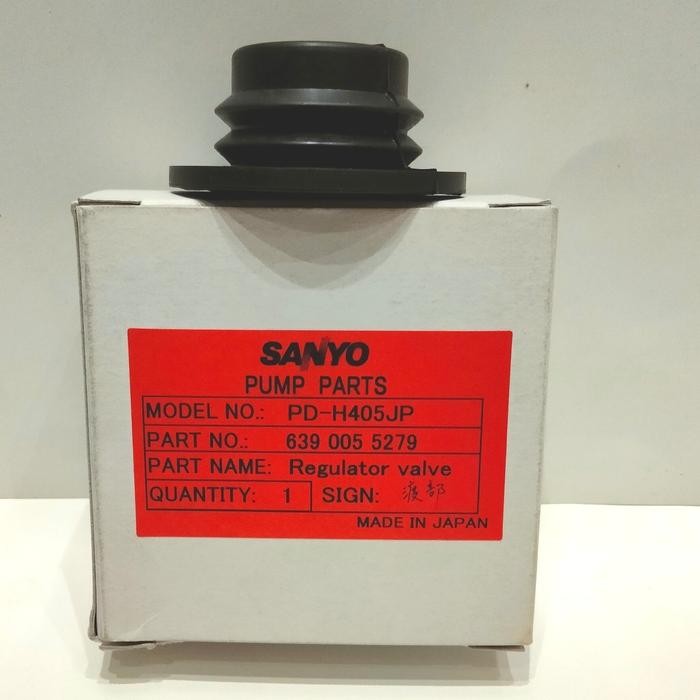 SANYO
PUMP PARTS
MODEL NO.: PD-H405JP
PART NO.: 639 005 5279
PART NAME: Regulator valve
QUANTITY: 1 SIGN: 渡部
MADE IN JAPAN